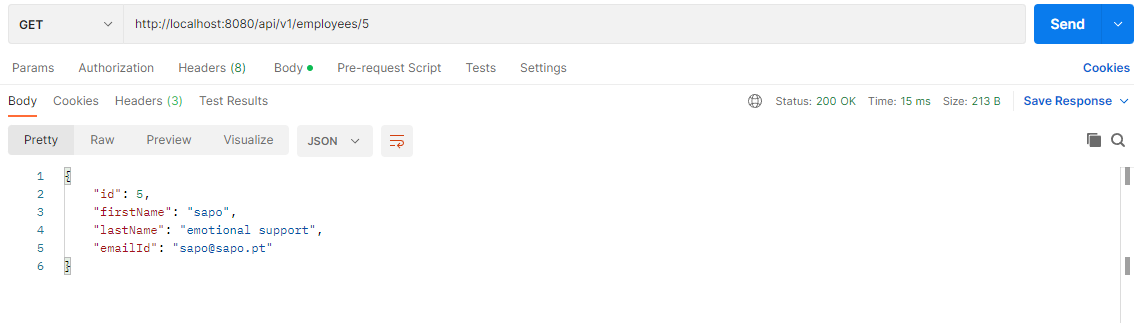 GET http://localhost:8080/api/v1/employees/5 Send
Params Authorization Headers (8) Body Pre-request Script Tests Settings Cookies
Body Cookies Headers (3) Test Results Status: 200 OK Time: 15 ms Size: 213 B Save Response
Pretty Raw Preview Visualize JSON
1 {
2 "id": 5,
3 "firstName": "sapo",
4 "lastName": "emotional support",
5 "emailId": "sapo@sapo.pt"
6 }